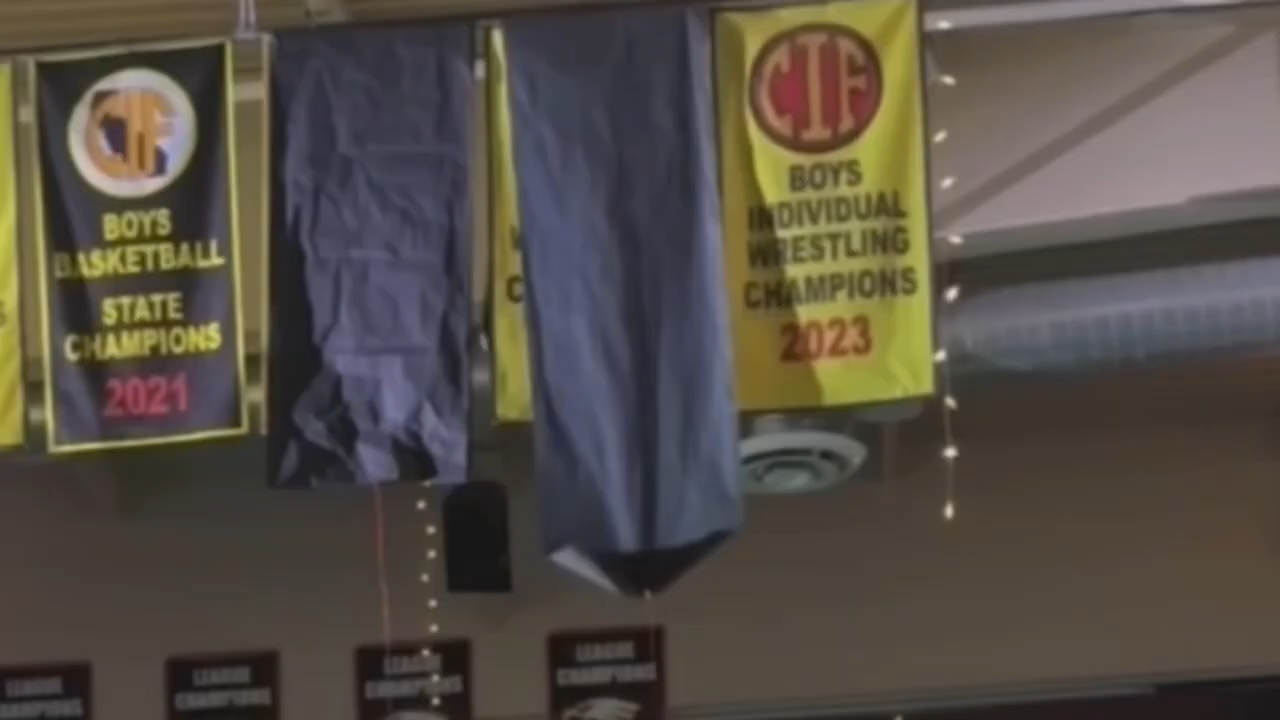 CIF
BOYS
BASKETBALL
STATE
CHAMPIONS
2021
CIF
BOYS
INDIVIDUAL
WRESTLING
CHAMPIONS
2023
LEAGUE
CHAMPIONS
LEAGUE
CHAMPIONS
LEAGUE
CHAMPIONS
LEAGUE
CHAMPIONS